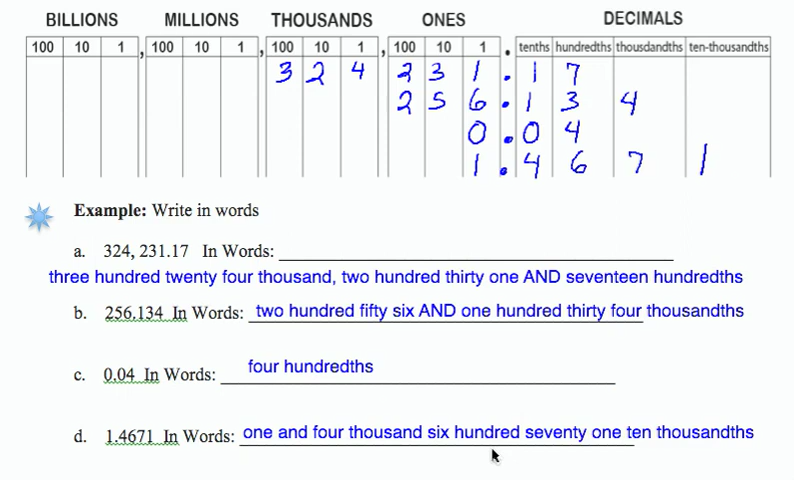 BILLIONS MILLIONS THOUSANDS ONES DECIMALS
100 10 1 , 100 10 1 , 100 10 1 , 100 10 1 . tenths hundredths thousdandths ten-thousandths
3 2 4 2 3 1 . 1 7
2 5 6 . 1 3 4
0 . 0 4
1 . 4 6 7 1
Example: Write in words
a. 324, 231.17 In Words:
three hundred twenty four thousand, two hundred thirty one AND seventeen hundredths
b. 256.134 In Words: two hundred fifty six AND one hundred thirty four thousandths
c. 0.04 In Words: four hundredths
d. 1.4671 In Words: one and four thousand six hundred seventy one ten thousandths